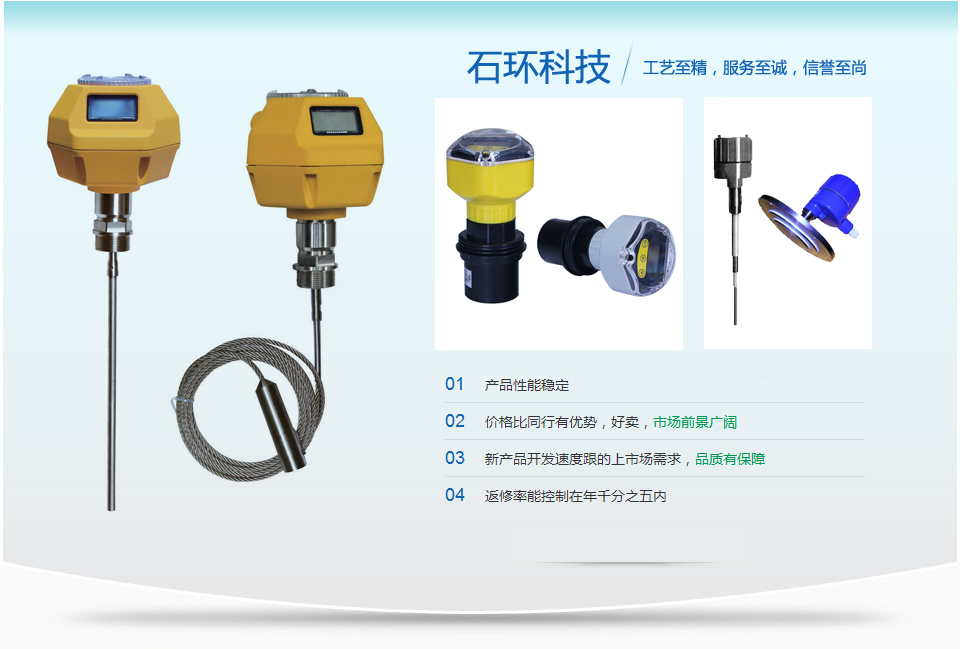 石环科技 工艺至精，服务至诚，信誉至尚
01 产品性能稳定
02 价格比同行有优势，好卖，市场前景广阔
03 新产品开发速度跟的上市场需求，品质有保障
04 返修率能控制在年千分之五内